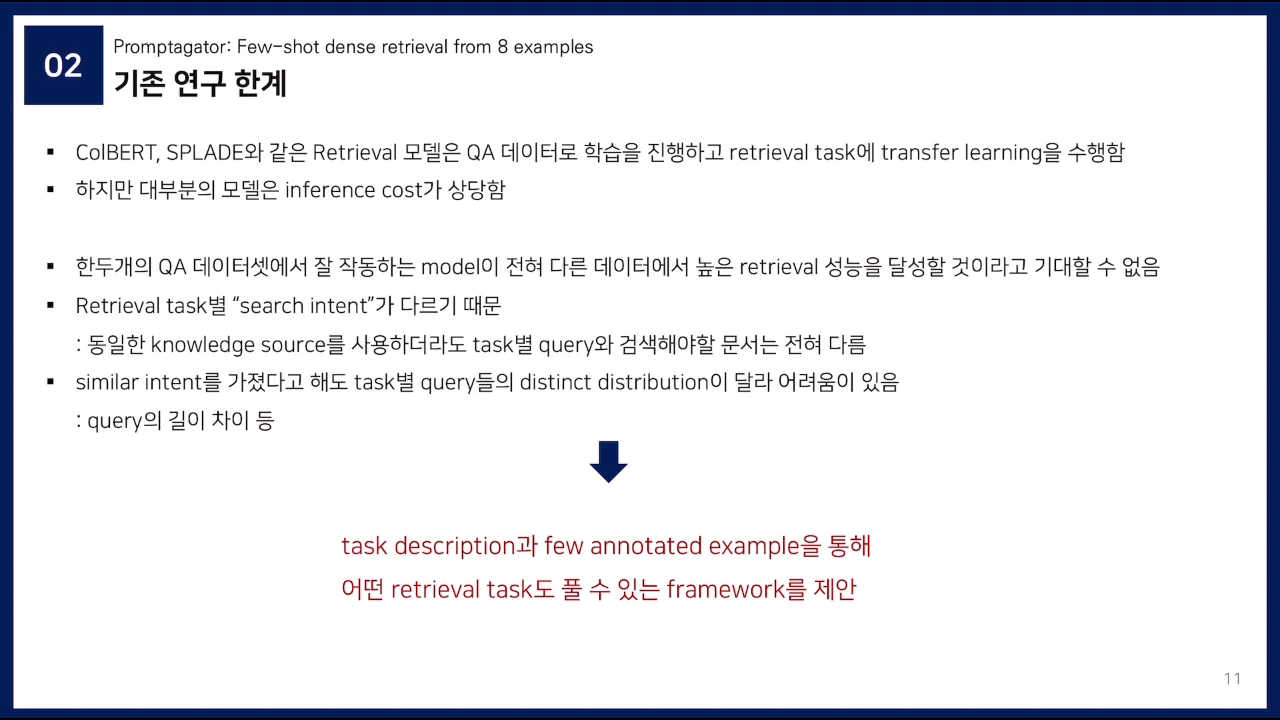 02
Promptagator: Few-shot dense retrieval from 8 examples
기존 연구 한계
▪ ColBERT, SPLADE와 같은 Retrieval 모델은 QA 데이터로 학습을 진행하고 retrieval task에 transfer learning을 수행함
▪ 하지만 대부분의 모델은 inference cost가 상당함
▪ 한두개의 QA 데이터셋에서 잘 작동하는 model이 전혀 다른 데이터에서 높은 retrieval 성능을 달성할 것이라고 기대할 수 없음
▪ Retrieval task별 “search intent”가 다르기 때문
: 동일한 knowledge source를 사용하더라도 task별 query와 검색해야할 문서는 전혀 다름
▪ similar intent를 가졌다고 해도 task별 query들의 distinct distribution이 달라 어려움이 있음
: query의 길이 차이 등
task description과 few annotated example을 통해
어떤 retrieval task도 풀 수 있는 framework를 제안
11